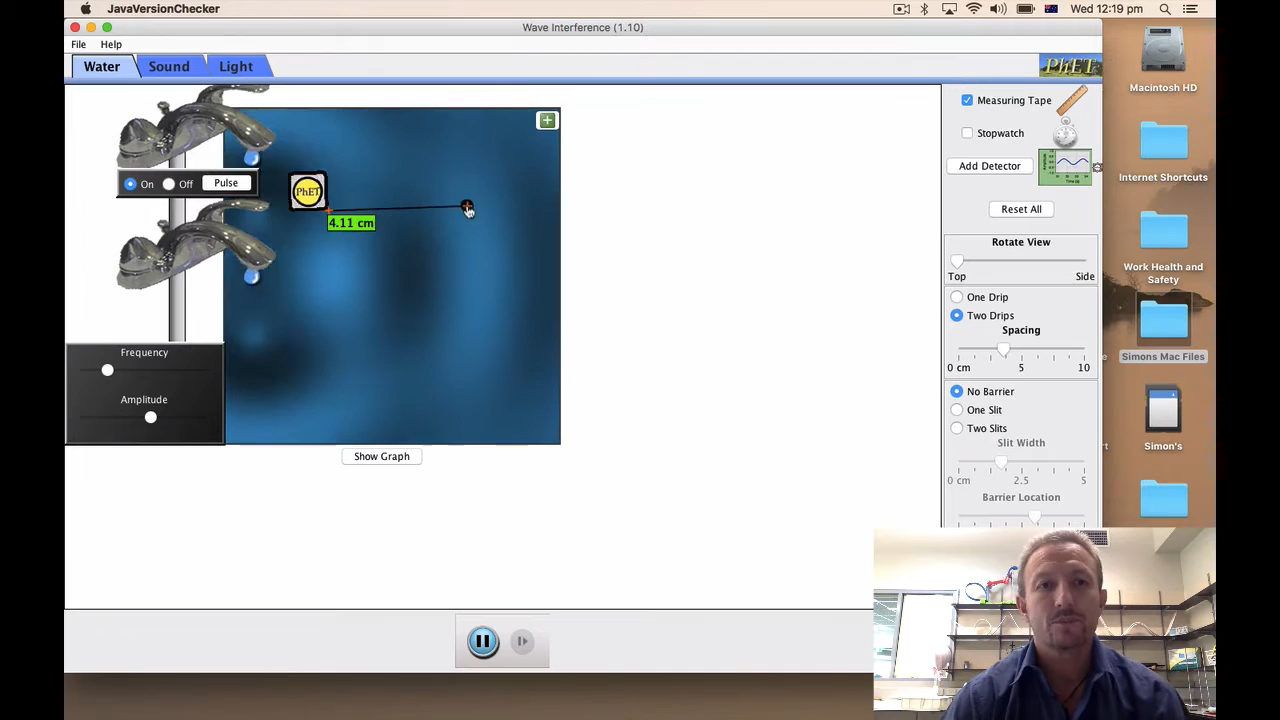 JavaVersionChecker
Wed 12:19 pm
Wave Interference (1.10)
File Help
Water Sound Light
PhET
On Off Pulse
PhET
4.11 cm
Frequency
Amplitude
Show Graph
Measuring Tape
Stopwatch
Add Detector
Reset All
Rotate View
Top Side
One Drip
Two Drips
Spacing
0 cm 5 10
No Barrier
One Slit
Two Slits
Slit Width
0 cm 2.5 5
Barrier Location
Macintosh HD
Internet Shortcuts
Work Health and
Safety
Simons Mac Files
Simon's